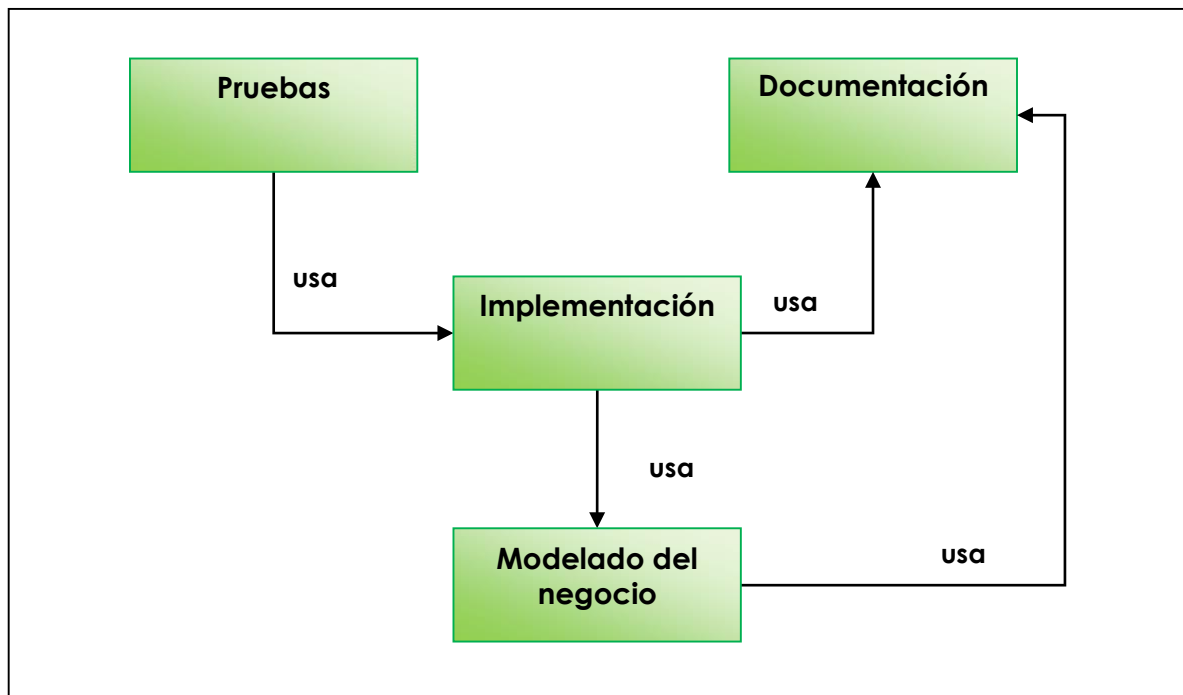 Pruebas
Documentación
usa
Implementación
usa
usa
Modelado del
negocio
usa